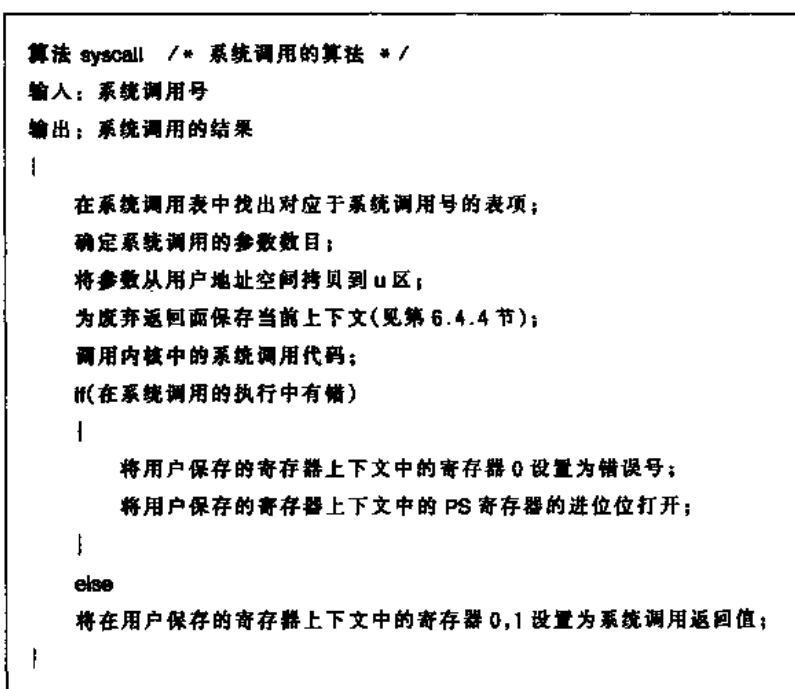 算法 syscall /* 系统调用的算法 */
输入：系统调用号
输出：系统调用的结果
{
在系统调用表中找出对应于系统调用号的表项；
确定系统调用的参数数目；
将参数从用户地址空间拷贝到 u 区；
为废弃返回面保存当前上下文(见第 6.4.4 节)；
调用内核中的系统调用代码；
if(在系统调用的执行中有错)
{
将用户保存的寄存器上下文中的寄存器 0 设置为错误号；
将用户保存的寄存器上下文中的 PS 寄存器的进位位打开；
}
else
将在用户保存的寄存器上下文中的寄存器 0,1 设置为系统调用返回值；
}